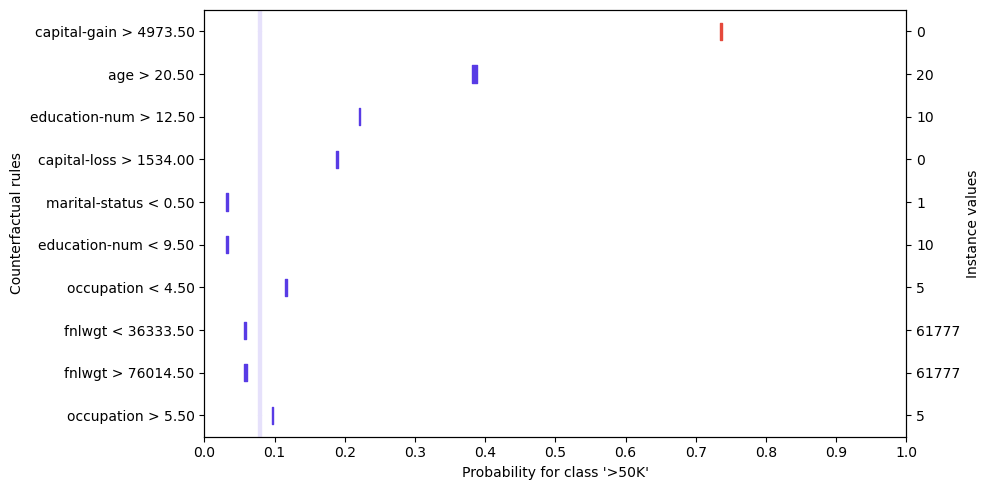 capital-gain > 4973.50 0
age > 20.50 20
education-num > 12.50 10
capital-loss > 1534.00 0
marital-status < 0.50 1
education-num < 9.50 10
occupation < 4.50 5
fnlwgt < 36333.50 61777
fnlwgt > 76014.50 61777
occupation > 5.50 5
Counterfactual rules
Instance values
0.0 0.1 0.2 0.3 0.4 0.5 0.6 0.7 0.8 0.9 1.0
Probability for class '>50K'